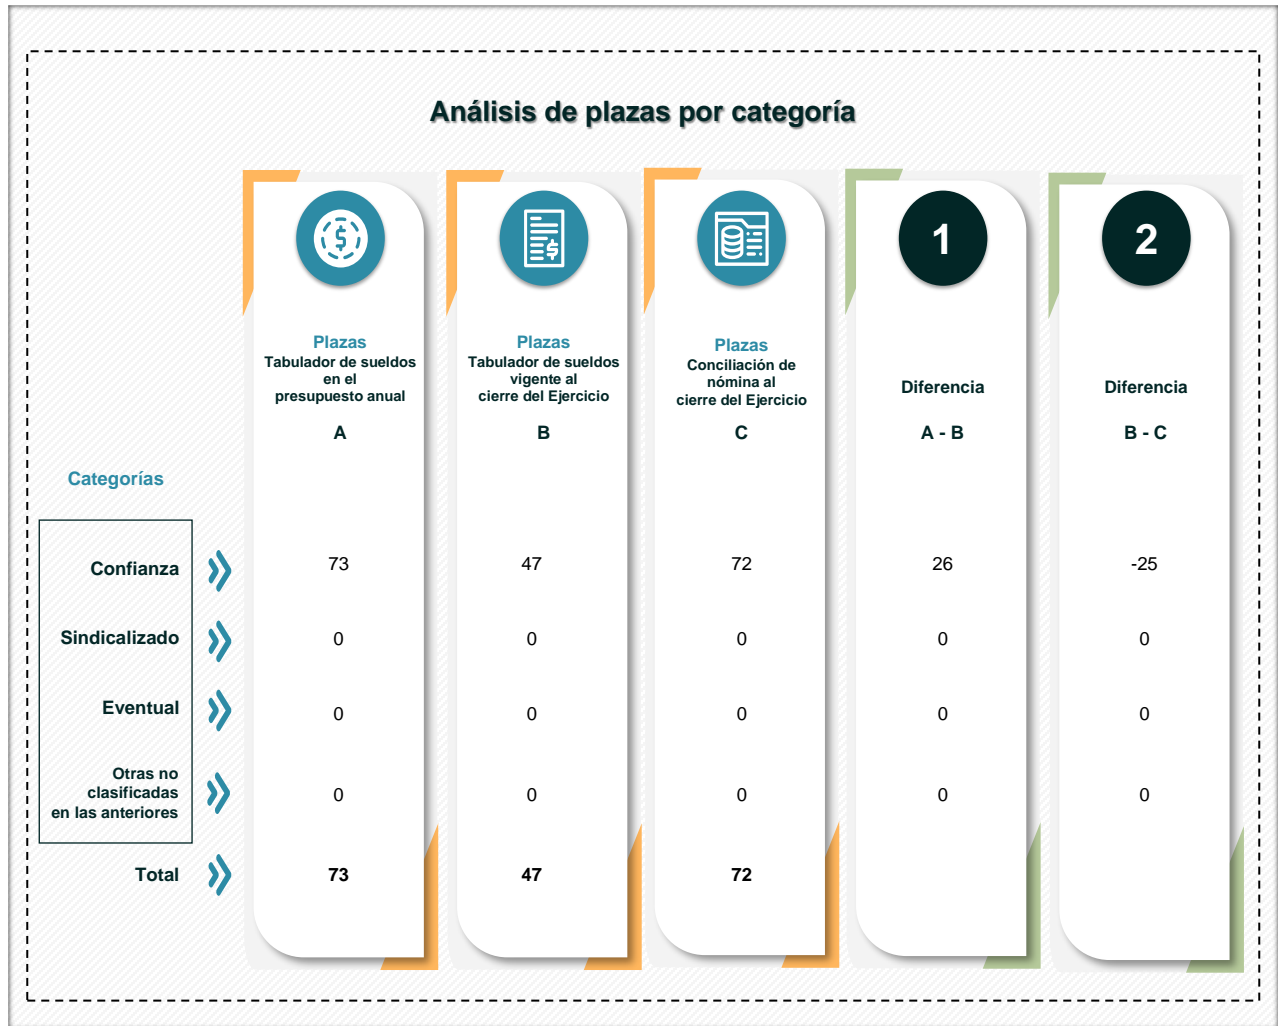 Análisis de plazas por categoría
1
2
Plazas
Tabulador de sueldos
en el
presupuesto anual
A
Plazas
Tabulador de sueldos
vigente al
cierre del Ejercicio
B
Plazas
Conciliación de
nómina al
cierre del Ejercicio
C
Diferencia
A - B
Diferencia
B - C
Categorías
Confianza 73 47 72 26 -25
Sindicalizado 0 0 0 0 0
Eventual 0 0 0 0 0
Otras no
clasificadas
en las anteriores 0 0 0 0 0
Total 73 47 72